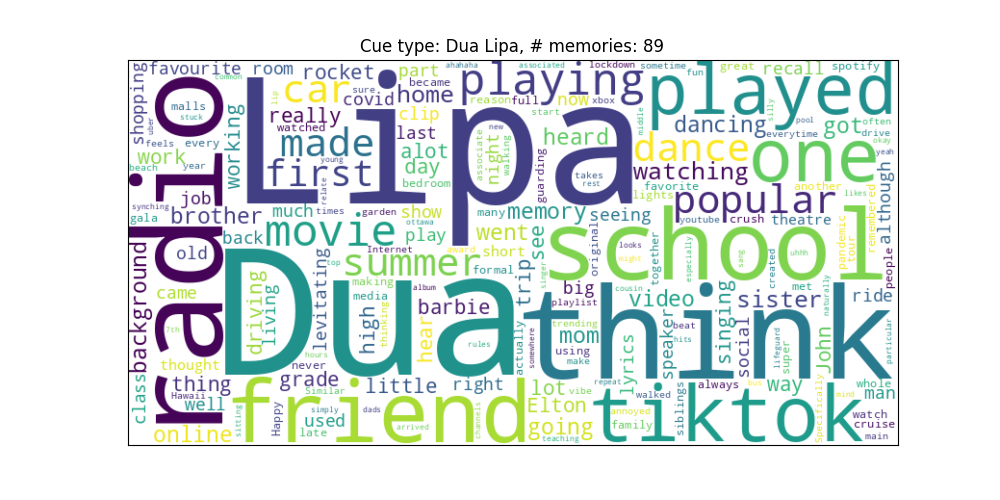 Cue type: Dua Lipa, # memories: 89
shopping
favourite
room
rocket
part
ahahaha
associated
lockdown
sometime
great
spotify
common
malls
stuck
car
sure
covid
became
home
playing
fun
recall
played
uber
feels
every
lip
really
watched
clip
reason
full
now
xbox
middle
silly
pool
dancing
everytime
got
often
drive
okay
work
beach
year
radio
working
Lipa
made
last
alot
associate
night
new
start
walking
heard
guarding
dance
one
yeah
although
job
first
young
relate
day
bedroom
takes
rest
watching
favorite
lights
another
likes
synching
gala
brother
much
times
garden
show
many
memory
seeing
popular
youtube
crush
theatre
pandemic
tour
remembered
people
old
back
movie
ottawa
play
went
see
originals
looks
might
together
especially
sang
school
created
uhhh
background
came
Internet
award
short
summer
formal
trip
singer
cousin
met
naturally
driving
living
levitating
top
making
media
album
high
thinking
barbie
big
playlist
video
sister
ride
7th
Dua
hear
rules
actually
somewhere
trending
using
make
mom
speaker
beat
hits
singing
social
think
lifeguard
super
John
particular
class
thought
thing
Hawaii
well
hours
never
grade
Similar
little
right
lot
vibe
repeat
lyrics
siblings
always
bus
way
whole
man
online
sitting
friend
Happy
simply
used
late
dads
arrived
channels
Elton
going
teaching
annoyed
family
walked
tiktok
Specifically
mind
watch
cruise
main